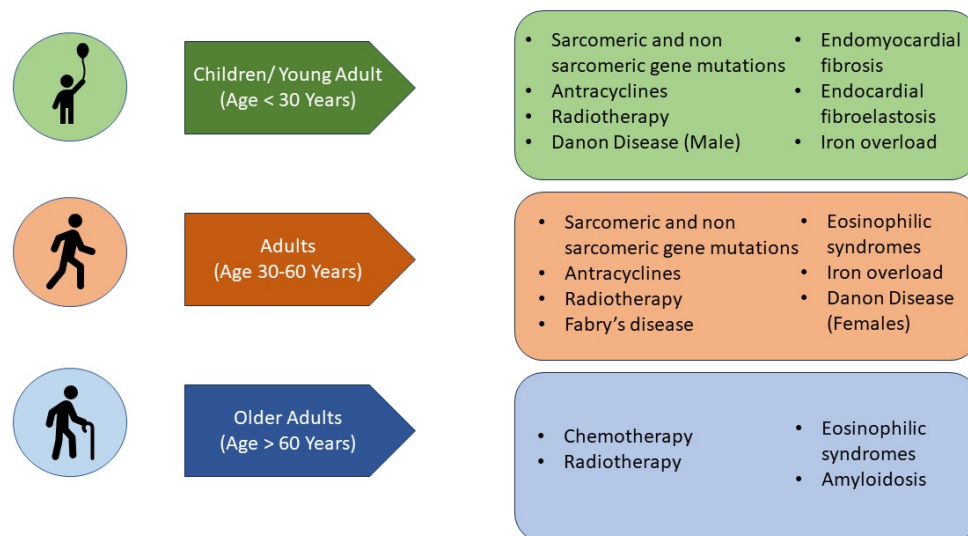 Children/ Young Adult
(Age < 30 Years)
• Sarcomeric and non
sarcomeric gene mutations
• Antracyclines
• Radiotherapy
• Danon Disease (Male)
• Endomyocardial
fibrosis
• Endocardial
fibroelastosis
• Iron overload
Adults
(Age 30-60 Years)
• Sarcomeric and non
sarcomeric gene mutations
• Antracyclines
• Radiotherapy
• Fabry’s disease
• Eosinophilic
syndromes
• Iron overload
• Danon Disease
(Females)
Older Adults
(Age > 60 Years)
• Chemotherapy
• Radiotherapy
• Eosinophilic
syndromes
• Amyloidosis